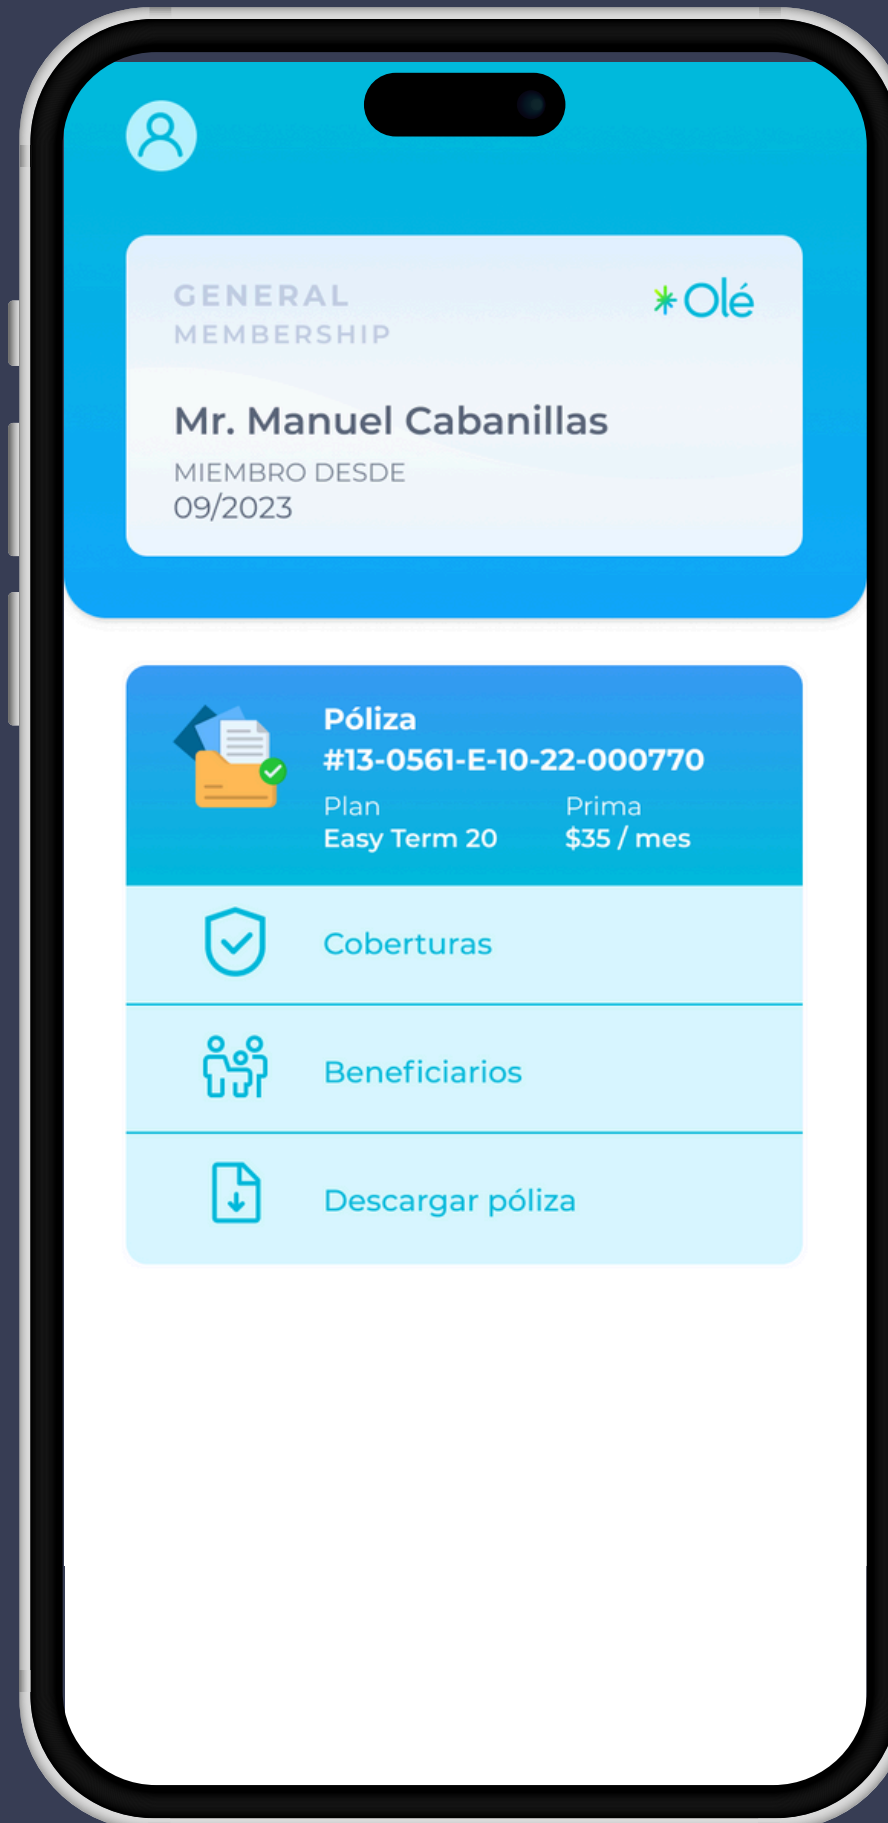 GENERAL
MEMBERSHIP
Olé
Mr. Manuel Cabanillas
MIEMBRO DESDE
09/2023
Póliza
#13-0561-E-10-22-000770
Plan Prima
Easy Term 20 $35 / mes
Coberturas
Beneficiarios
Descargar póliza